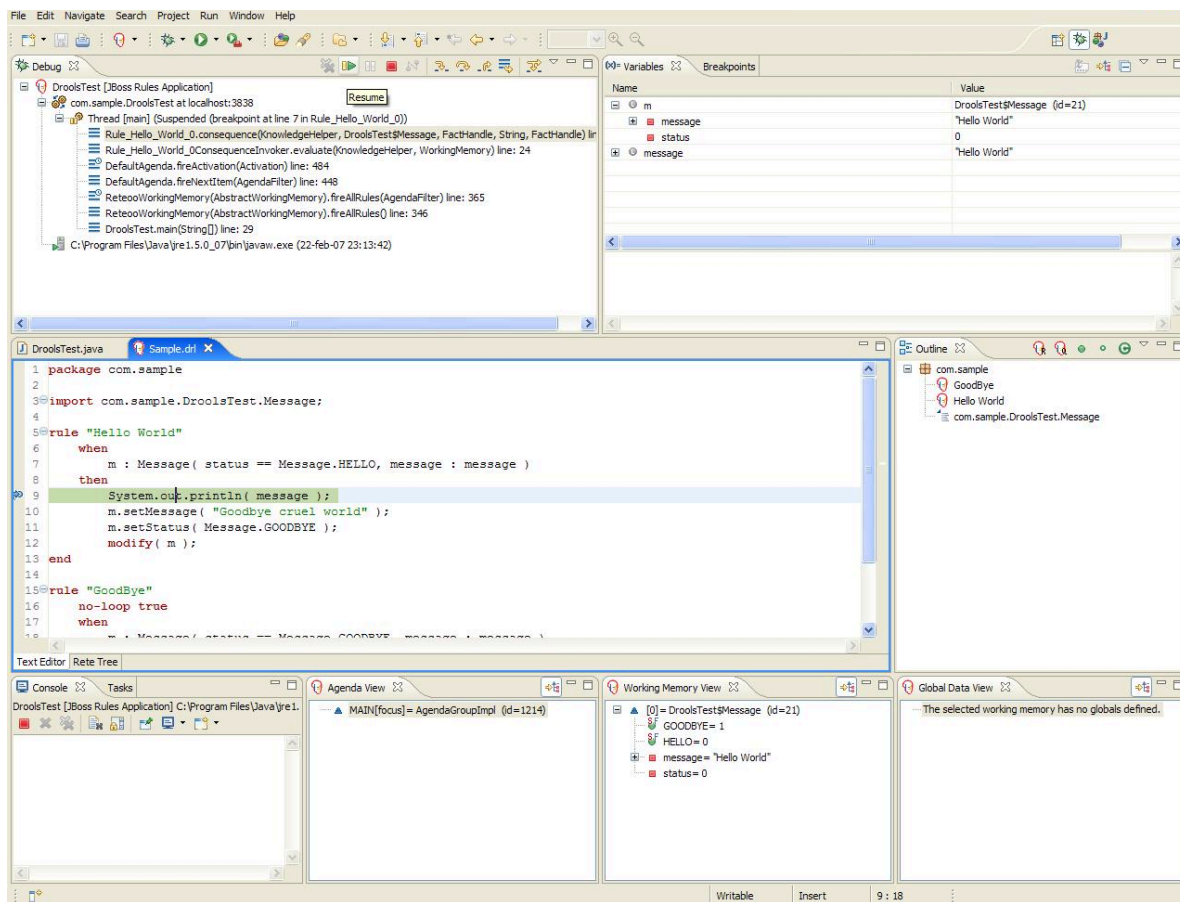 File Edit Navigate Search Project Run Window Help
Debug
DroolsTest [JBoss Rules Application]
com.sample.DroolsTest at localhost:3838
Thread [main] (Suspended (breakpoint at line 7 in Rule_Hello_World_0))
Rule_Hello_World_0.consequence(KnowledgeHelper, DroolsTest$Message, FactHandle, String, FactHandle) lir
Rule_Hello_World_0ConsequenceInvoker.evaluate(KnowledgeHelper, WorkingMemory) line: 24
DefaultAgenda.fireActivation(Activation) line: 484
DefaultAgenda.fireNextItem(AgendaFilter) line: 448
ReteooWorkingMemory(AbstractWorkingMemory).fireAllRules(AgendaFilter) line: 365
ReteooWorkingMemory(AbstractWorkingMemory).fireAllRules() line: 346
DroolsTest.main(String[]) line: 29
C:\Program Files\Java\jre1.5.0_07\bin\javaw.exe (22-feb-07 23:13:42)
Resume
(x)= Variables Breakpoints
Name Value
m DroolsTest$Message (id=21)
message "Hello World"
status 0
message "Hello World"
DroolsTest.java Sample.drl
1 package com.sample
2
3 import com.sample.DroolsTest.Message;
4
5 rule "Hello World"
6 when
7 m : Message( status == Message.HELLO, message : message )
8 then
9 System.out.println( message );
10 m.setMessage( "Goodbye cruel world" );
11 m.setStatus( Message.GOODBYE );
12 modify( m );
13 end
14
15 rule "GoodBye"
16 no-loop true
17 when
18 m : Message( status == Message.GOODBYE, message : message )
Text Editor Rete Tree
Outline
com.sample
GoodBye
Hello World
com.sample.DroolsTest.Message
Console Tasks
DroolsTest [JBoss Rules Application] C:\Program Files\Java\jre1.
Agenda View
MAIN[focus]= AgendaGroupImpl (id=1214)
Working Memory View
[0]= DroolsTest$Message (id=21)
GOODBYE= 1
HELLO= 0
message= "Hello World"
status= 0
Global Data View
The selected working memory has no globals defined.
Writable Insert 9 : 18